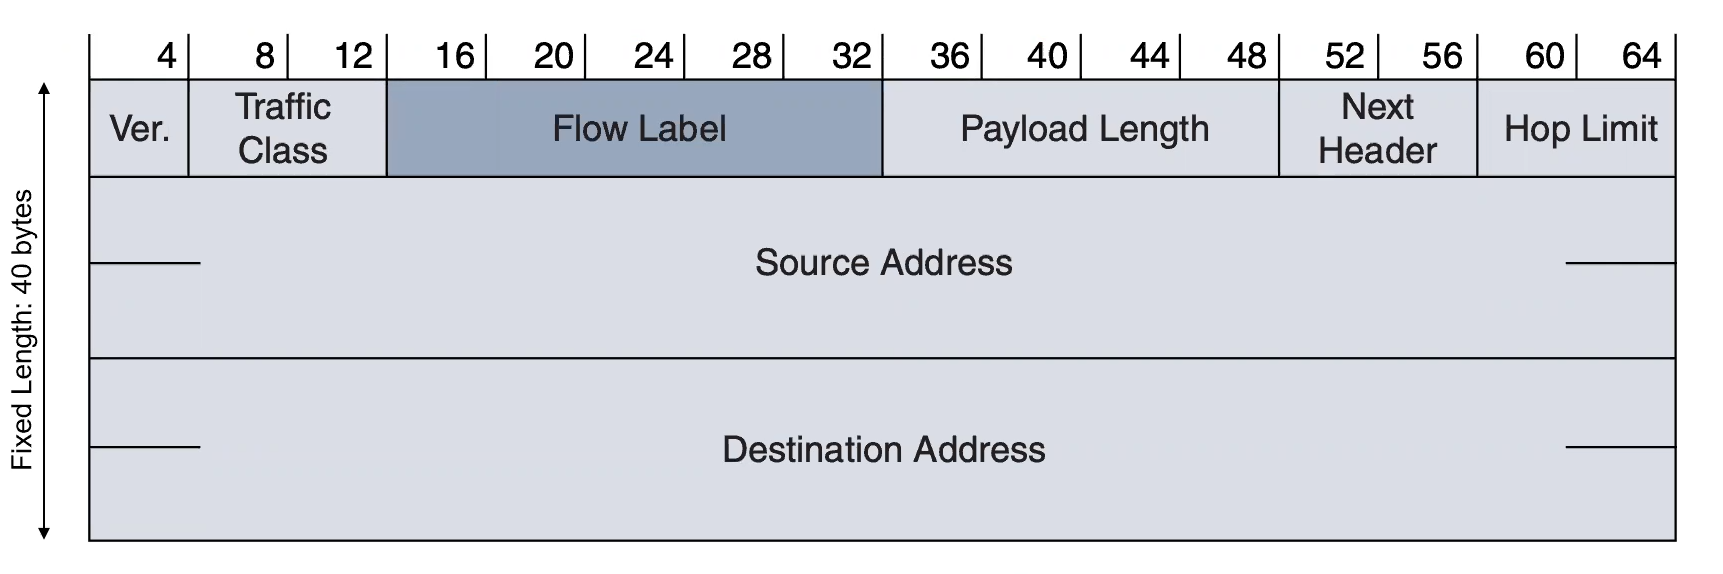 4 8 12 16 20 24 28 32 36 40 44 48 52 56 60 64
Ver.
Traffic
Class
Flow Label
Payload Length
Next
Header
Hop Limit
Source Address
Destination Address
Fixed Length: 40 bytes